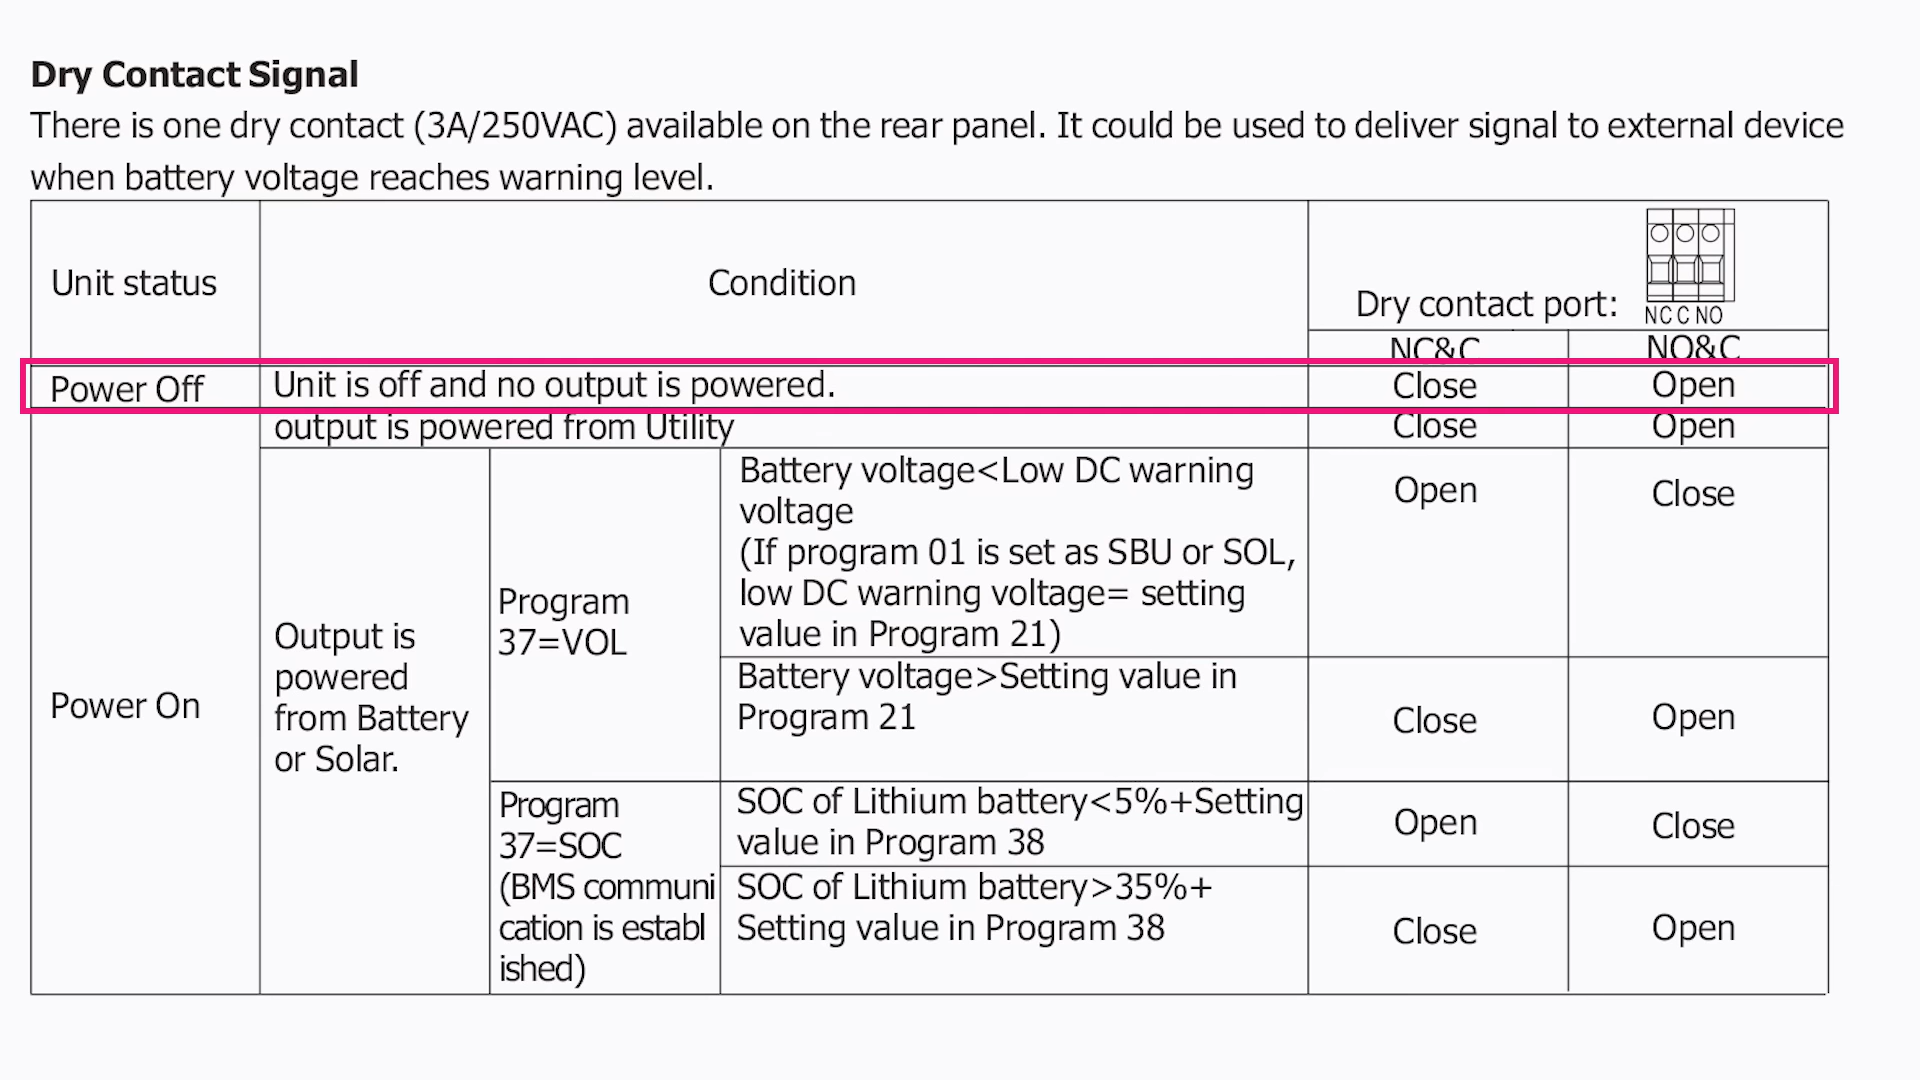 Dry Contact Signal
There is one dry contact (3A/250VAC) available on the rear panel. It could be used to deliver signal to external device
when battery voltage reaches warning level.
Unit status
Condition
Dry contact port:
NC C NO
NC&C
NO&C
Power Off
Unit is off and no output is powered.
Close
Open
output is powered from Utility
Close
Open
Power On
Output is
powered
from Battery
or Solar.
Program
37=VOL
Battery voltage<Low DC warning
voltage
(If program 01 is set as SBU or SOL,
low DC warning voltage= setting
value in Program 21)
Open
Close
Battery voltage>Setting value in
Program 21
Close
Open
Program
37=SOC
(BMS communi
cation is establ
ished)
SOC of Lithium battery<5%+Setting
value in Program 38
Open
Close
SOC of Lithium battery>35%+
Setting value in Program 38
Close
Open